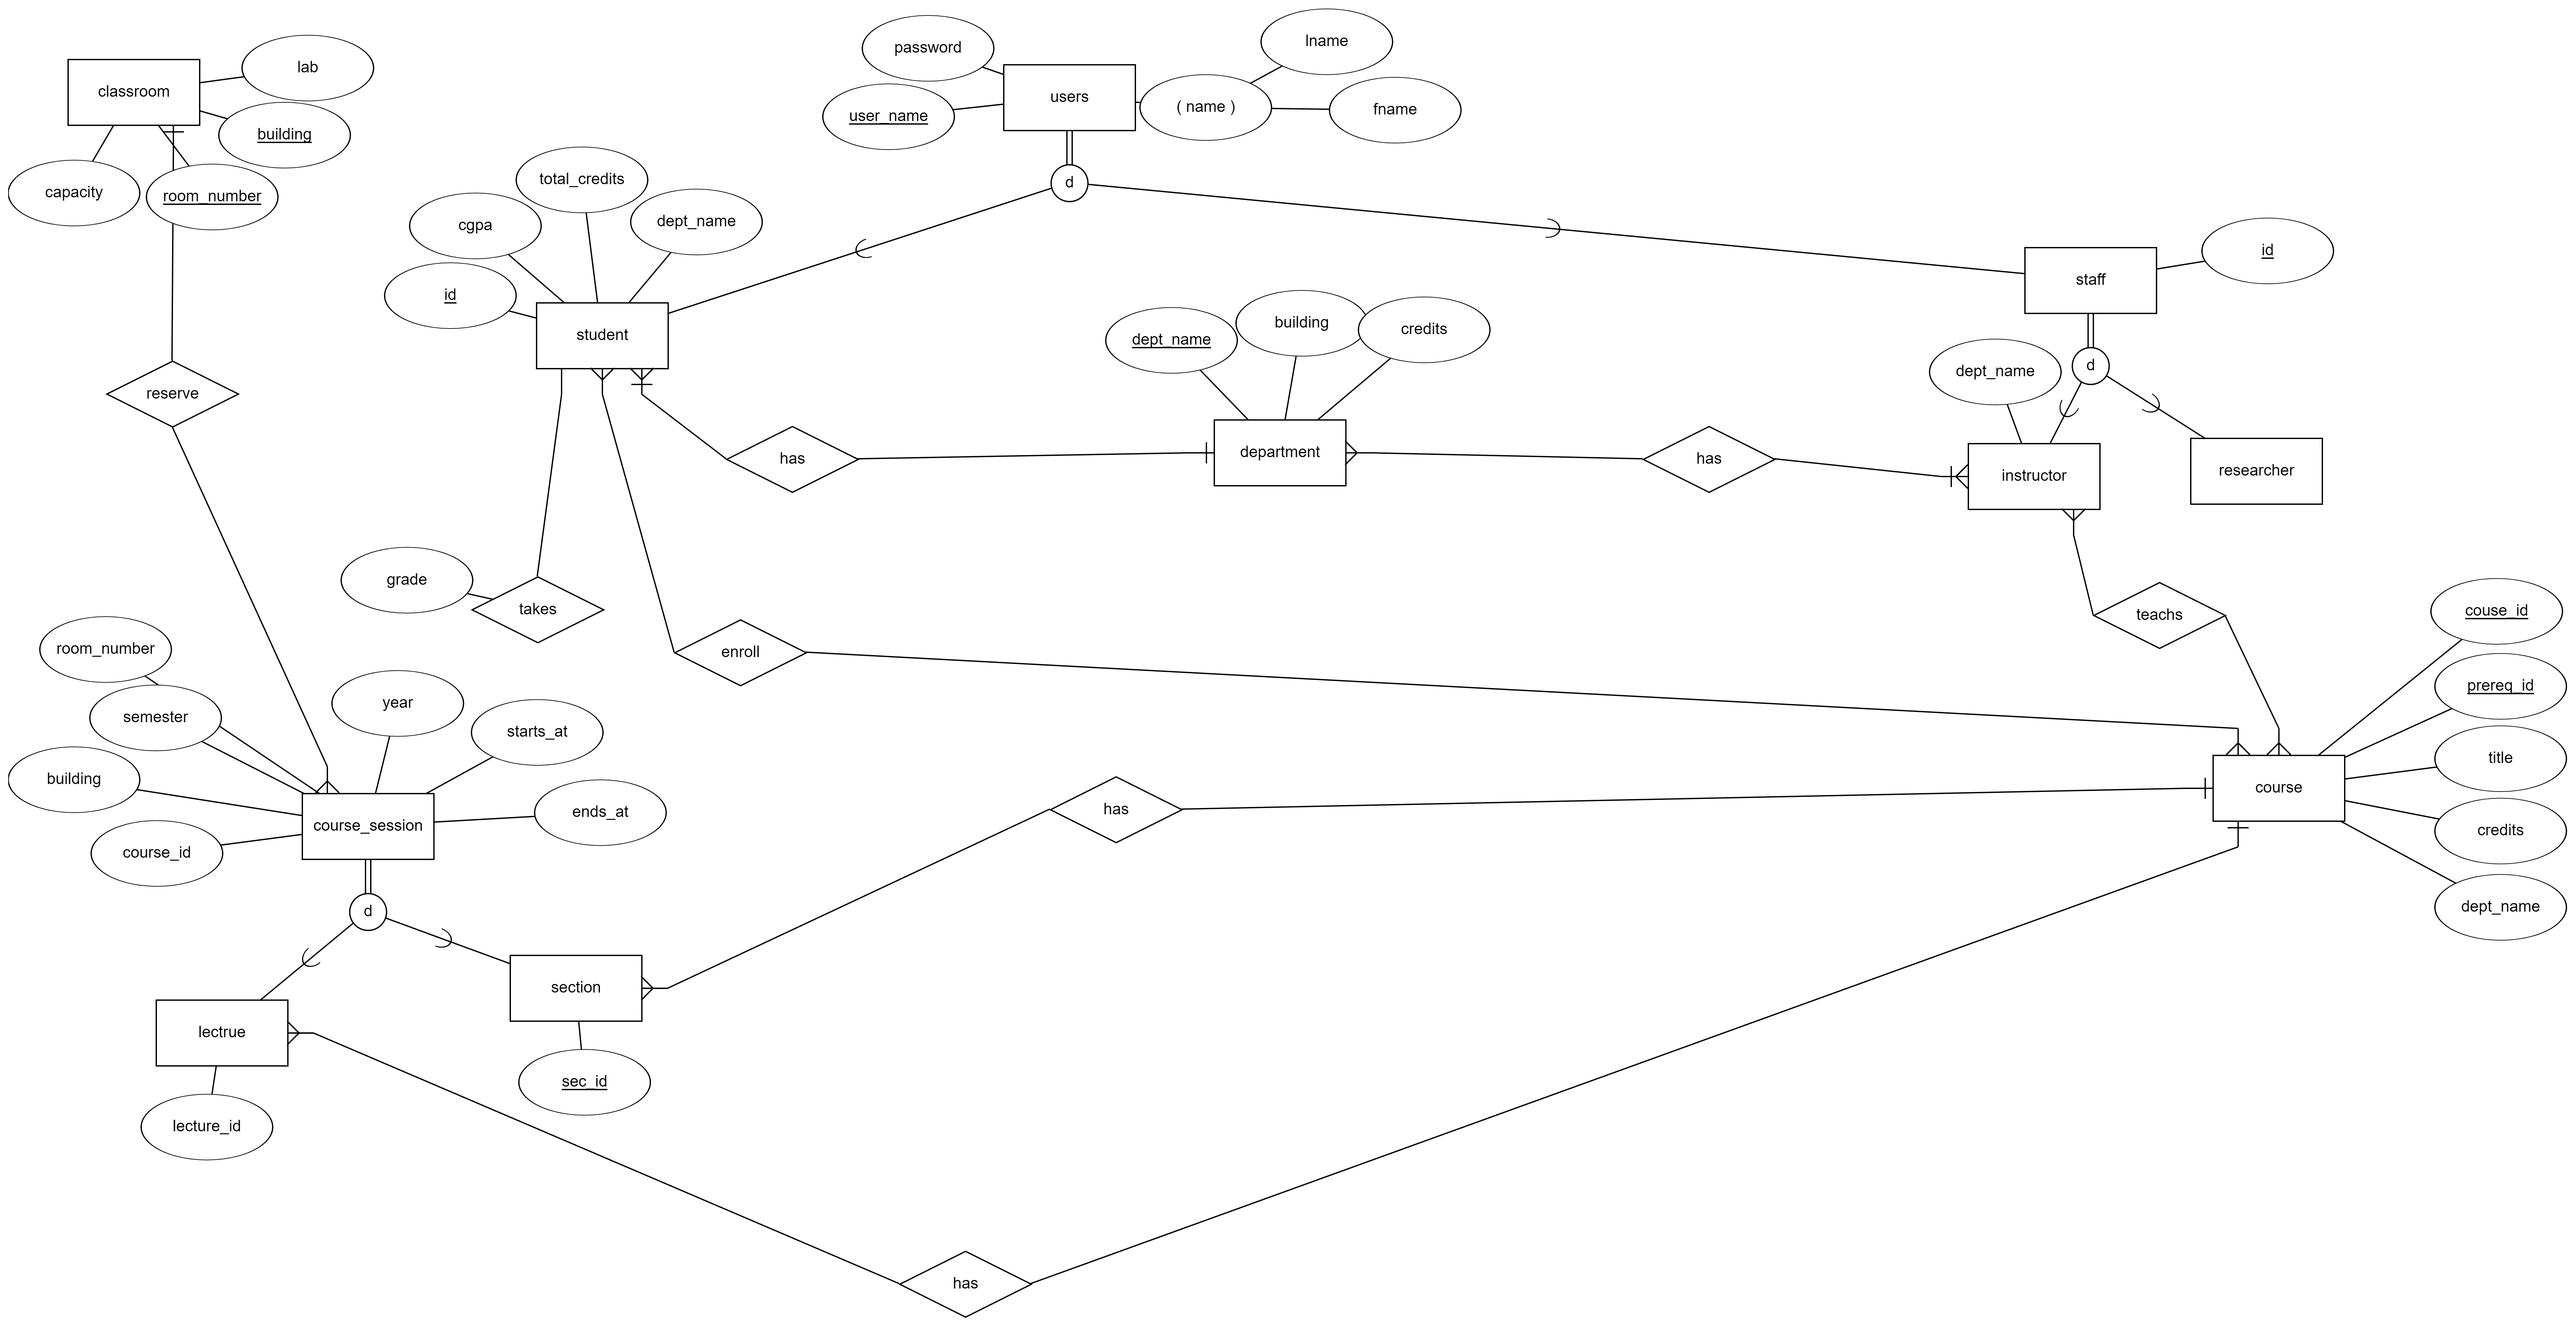 lname
password
lab
users
( name )
classroom
fname
user_name
building
total_credits
d
capacity
room_number
dept_name
cgpa
id
staff
id
building
credits
student
dept_name
d
dept_name
reserve
department
has
has
researcher
instructor
grade
takes
couse_id
teachs
room_number
enroll
prereq_id
year
semester
starts_at
title
building
course
has
ends_at
course_session
credits
course_id
dept_name
d
section
lectrue
sec_id
lecture_id
has